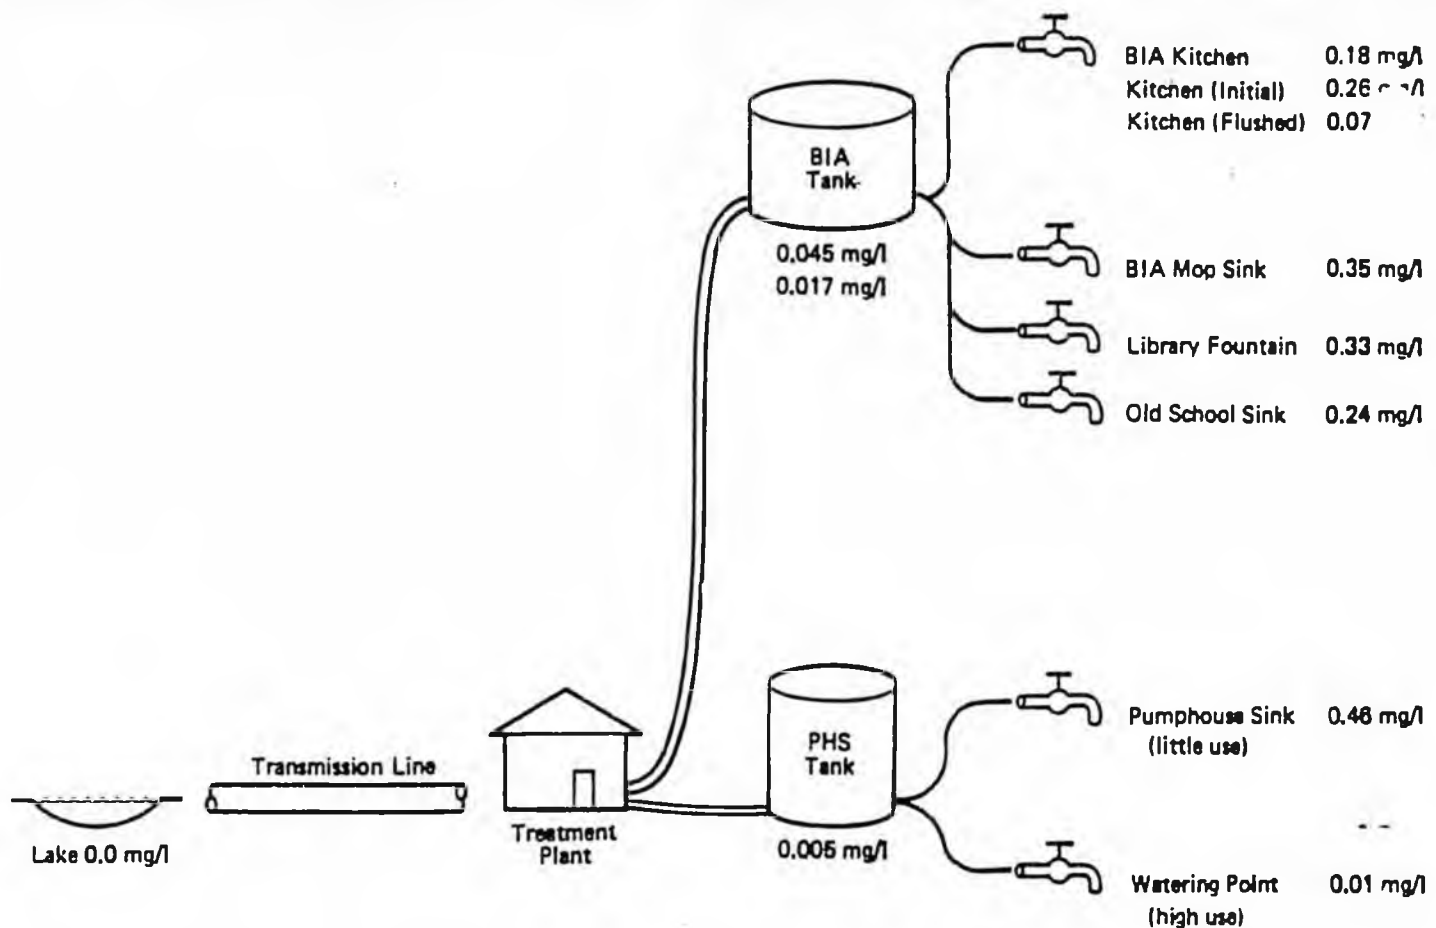 BIA Kitchen 0.18 mg/l
Kitchen (Initial) 0.26
Kitchen (Flushed) 0.07
BIA
Tank
0.045 mg/l
0.017 mg/l
BIA Mop Sink 0.35 mg/l
Library Fountain 0.33 mg/l
Old School Sink 0.24 mg/l
Pumphouse Sink 0.46 mg/l
(little use)
PHS
Tank
0.005 mg/l
Transmission Line
Treatment
Plant
Lake 0.0 mg/l
Watering Point 0.01 mg/l
(high use)